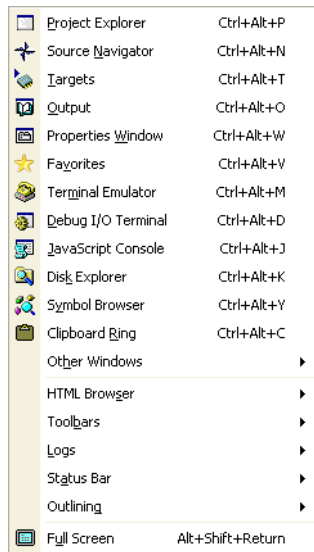 Project Explorer Ctrl+Alt+P
Source Navigator Ctrl+Alt+N
Targets Ctrl+Alt+T
Output Ctrl+Alt+O
Properties Window Ctrl+Alt+W
Favorites Ctrl+Alt+V
Terminal Emulator Ctrl+Alt+M
Debug I/O Terminal Ctrl+Alt+D
JavaScript Console Ctrl+Alt+J
Disk Explorer Ctrl+Alt+K
Symbol Browser Ctrl+Alt+Y
Clipboard Ring Ctrl+Alt+C
Other Windows
HTML Browser
Toolbars
Logs
Status Bar
Outlining
Full Screen Alt+Shift+Return